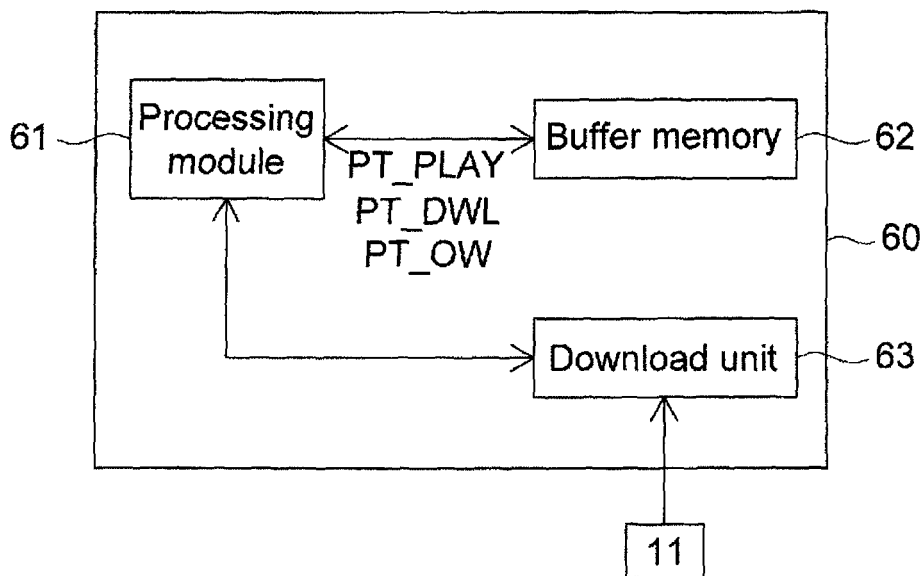 61
Processing
module
PT_PLAY
PT_DWL
PT_OW
Buffer memory
62
60
Download unit
63
11